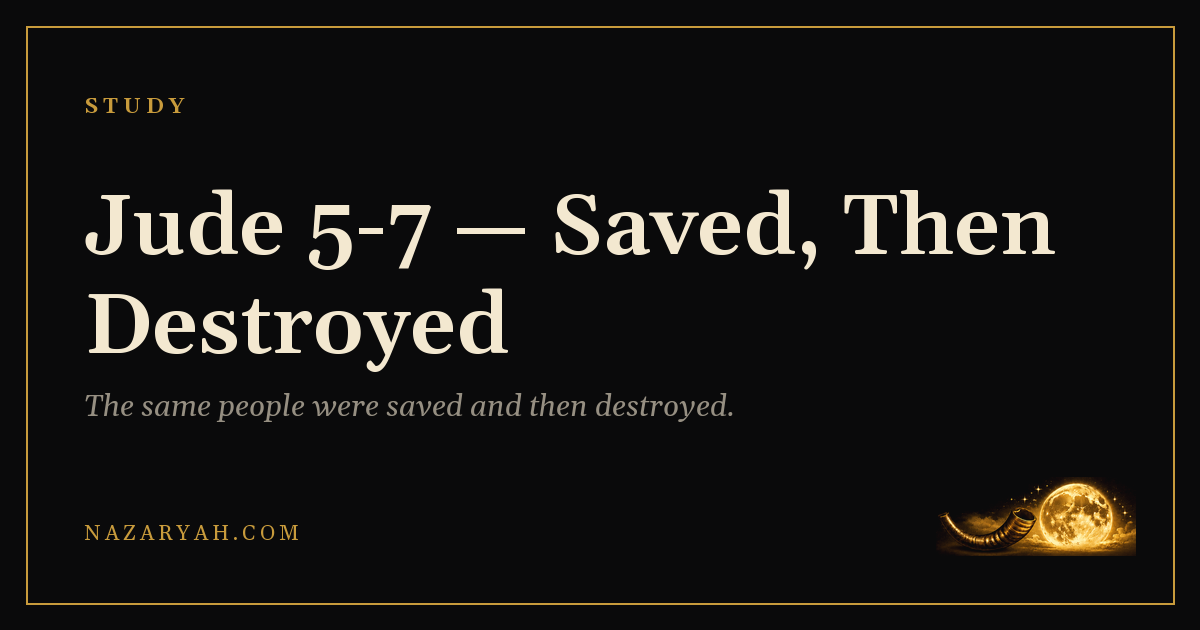 STUDY
Jude 5-7 — Saved, Then
Destroyed
The same people were saved and then destroyed.
NAZARYAH.COM